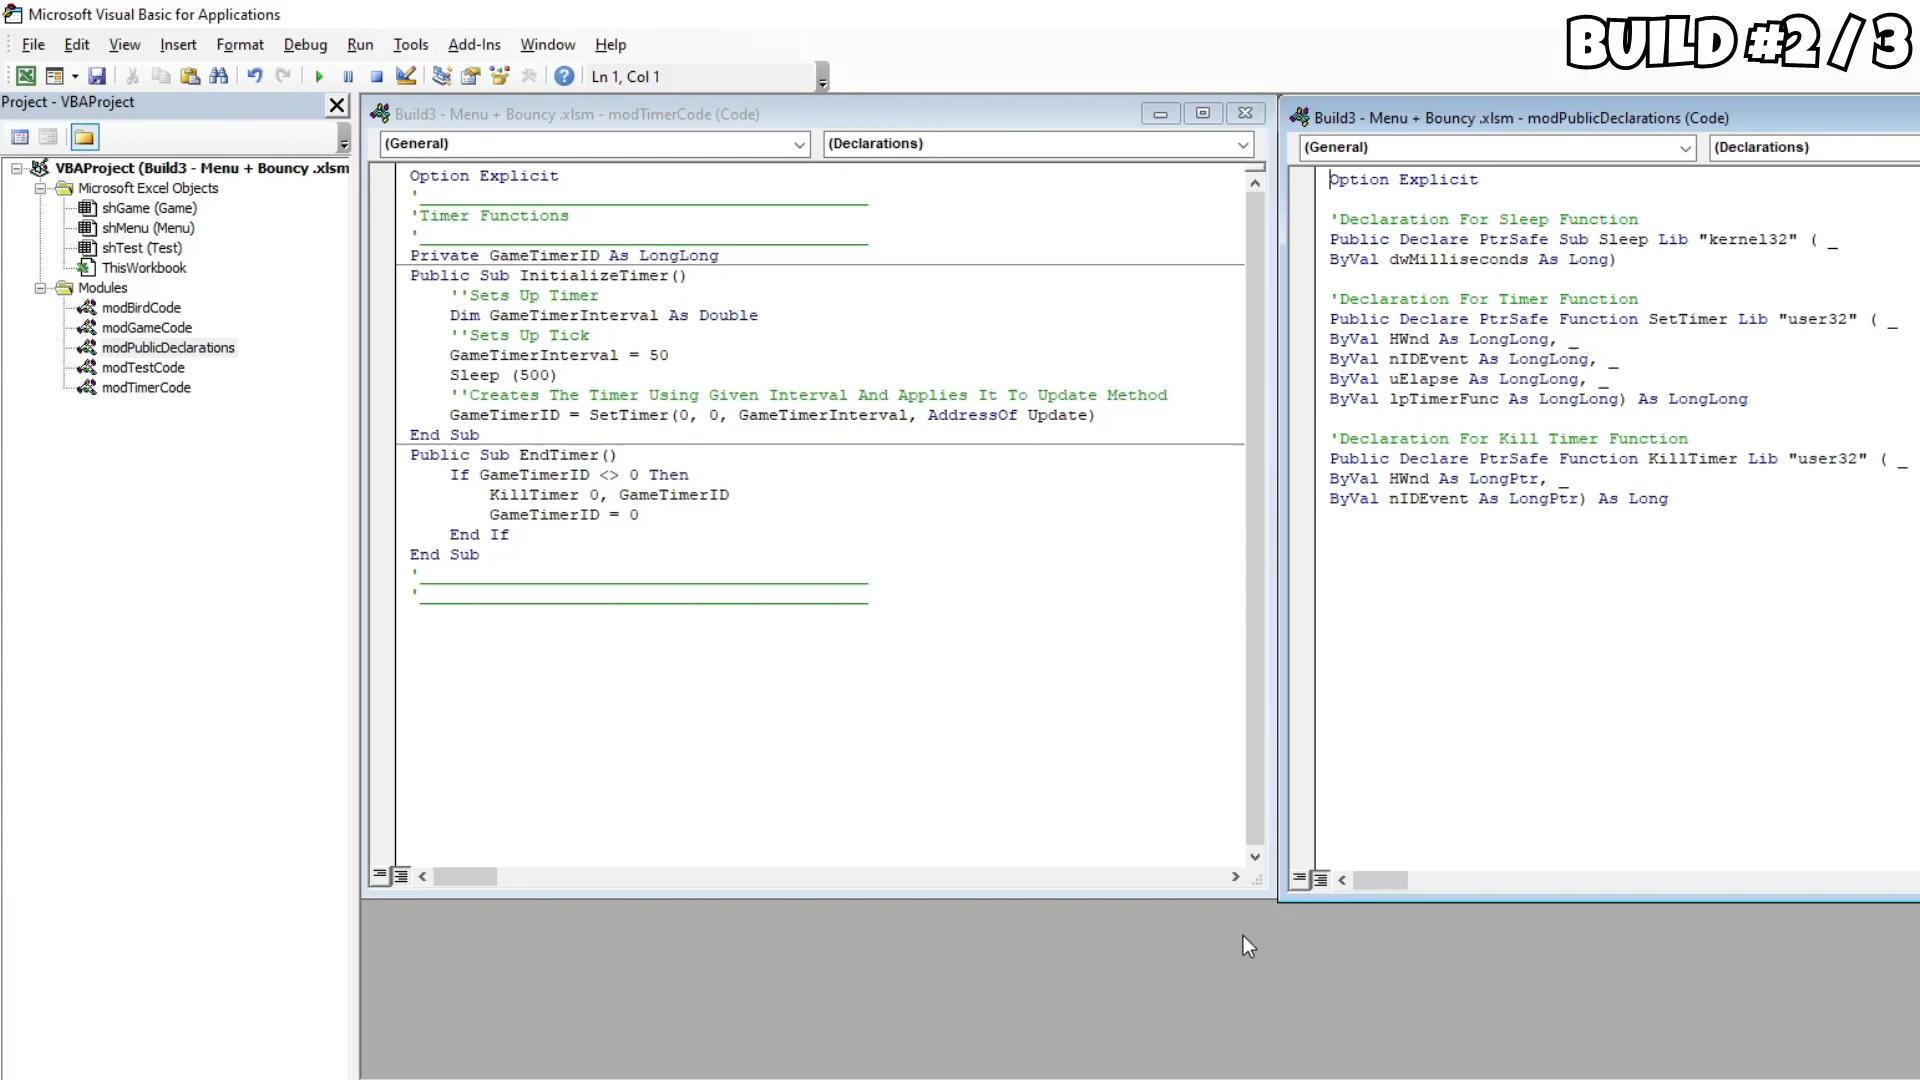 Microsoft Visual Basic for Applications
BUILD #2 / 3
File Edit View Insert Format Debug Run Tools Add-Ins Window Help
Ln 1, Col 1
Project - VBAProject
VBAProject (Build3 - Menu + Bouncy .xlsm
Microsoft Excel Objects
shGame (Game)
shMenu (Menu)
shTest (Test)
ThisWorkbook
Modules
modBirdCode
modGameCode
modPublicDeclarations
modTestCode
modTimerCode
Build3 - Menu + Bouncy .xlsm - modTimerCode (Code)
(General) (Declarations)
Option Explicit
'_____________________________________________
'Timer Functions
'_____________________________________________
Private GameTimerID As LongLong
Public Sub InitializeTimer()
    ''Sets Up Timer
    Dim GameTimerInterval As Double
    ''Sets Up Tick
    GameTimerInterval = 50
    Sleep (500)
    ''Creates The Timer Using Given Interval And Applies It To Update Method
    GameTimerID = SetTimer(0, 0, GameTimerInterval, AddressOf Update)
End Sub
Public Sub EndTimer()
    If GameTimerID <> 0 Then
        KillTimer 0, GameTimerID
        GameTimerID = 0
    End If
End Sub
'_____________________________________________
'_____________________________________________
Build3 - Menu + Bouncy .xlsm - modPublicDeclarations (Code)
(General) (Declarations)
Option Explicit
'Declaration For Sleep Function
Public Declare PtrSafe Sub Sleep Lib "kernel32" ( _
ByVal dwMilliseconds As Long)
'Declaration For Timer Function
Public Declare PtrSafe Function SetTimer Lib "user32" ( _
ByVal HWnd As LongLong, _
ByVal nIDEvent As LongLong, _
ByVal uElapse As LongLong, _
ByVal lpTimerFunc As LongLong) As LongLong
'Declaration For Kill Timer Function
Public Declare PtrSafe Function KillTimer Lib "user32" ( _
ByVal HWnd As LongPtr, _
ByVal nIDEvent As LongPtr) As Long